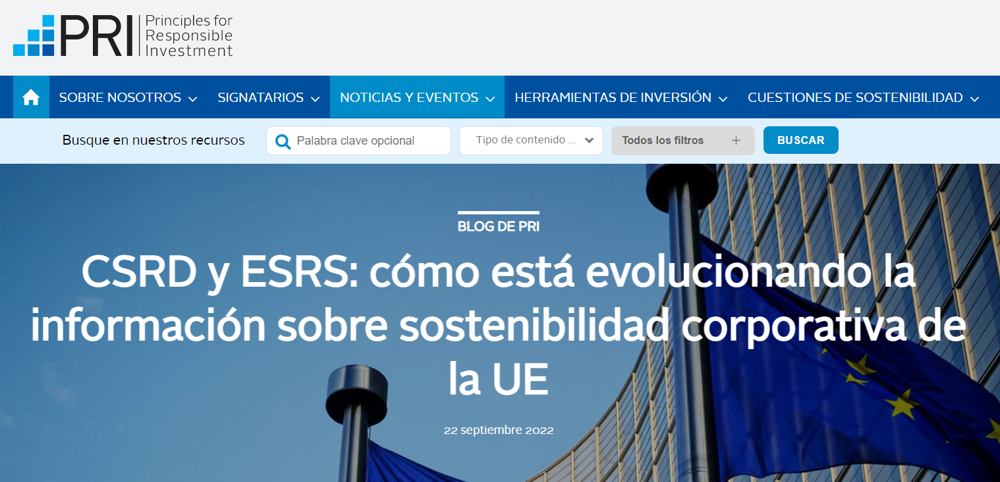 PRI
Principles for
Responsible
Investment
SOBRE NOSOTROS
SIGNATARIOS
NOTICIAS Y EVENTOS
HERRAMIENTAS DE INVERSIÓN
CUESTIONES DE SOSTENIBILIDAD
Busque en nuestros recursos
Palabra clave opcional
Tipo de contenido ...
Todos los filtros
BUSCAR
BLOG DE PRI
CSRD y ESRS: cómo está evolucionando la
información sobre sostenibilidad corporativa de
la UE
22 septiembre 2022